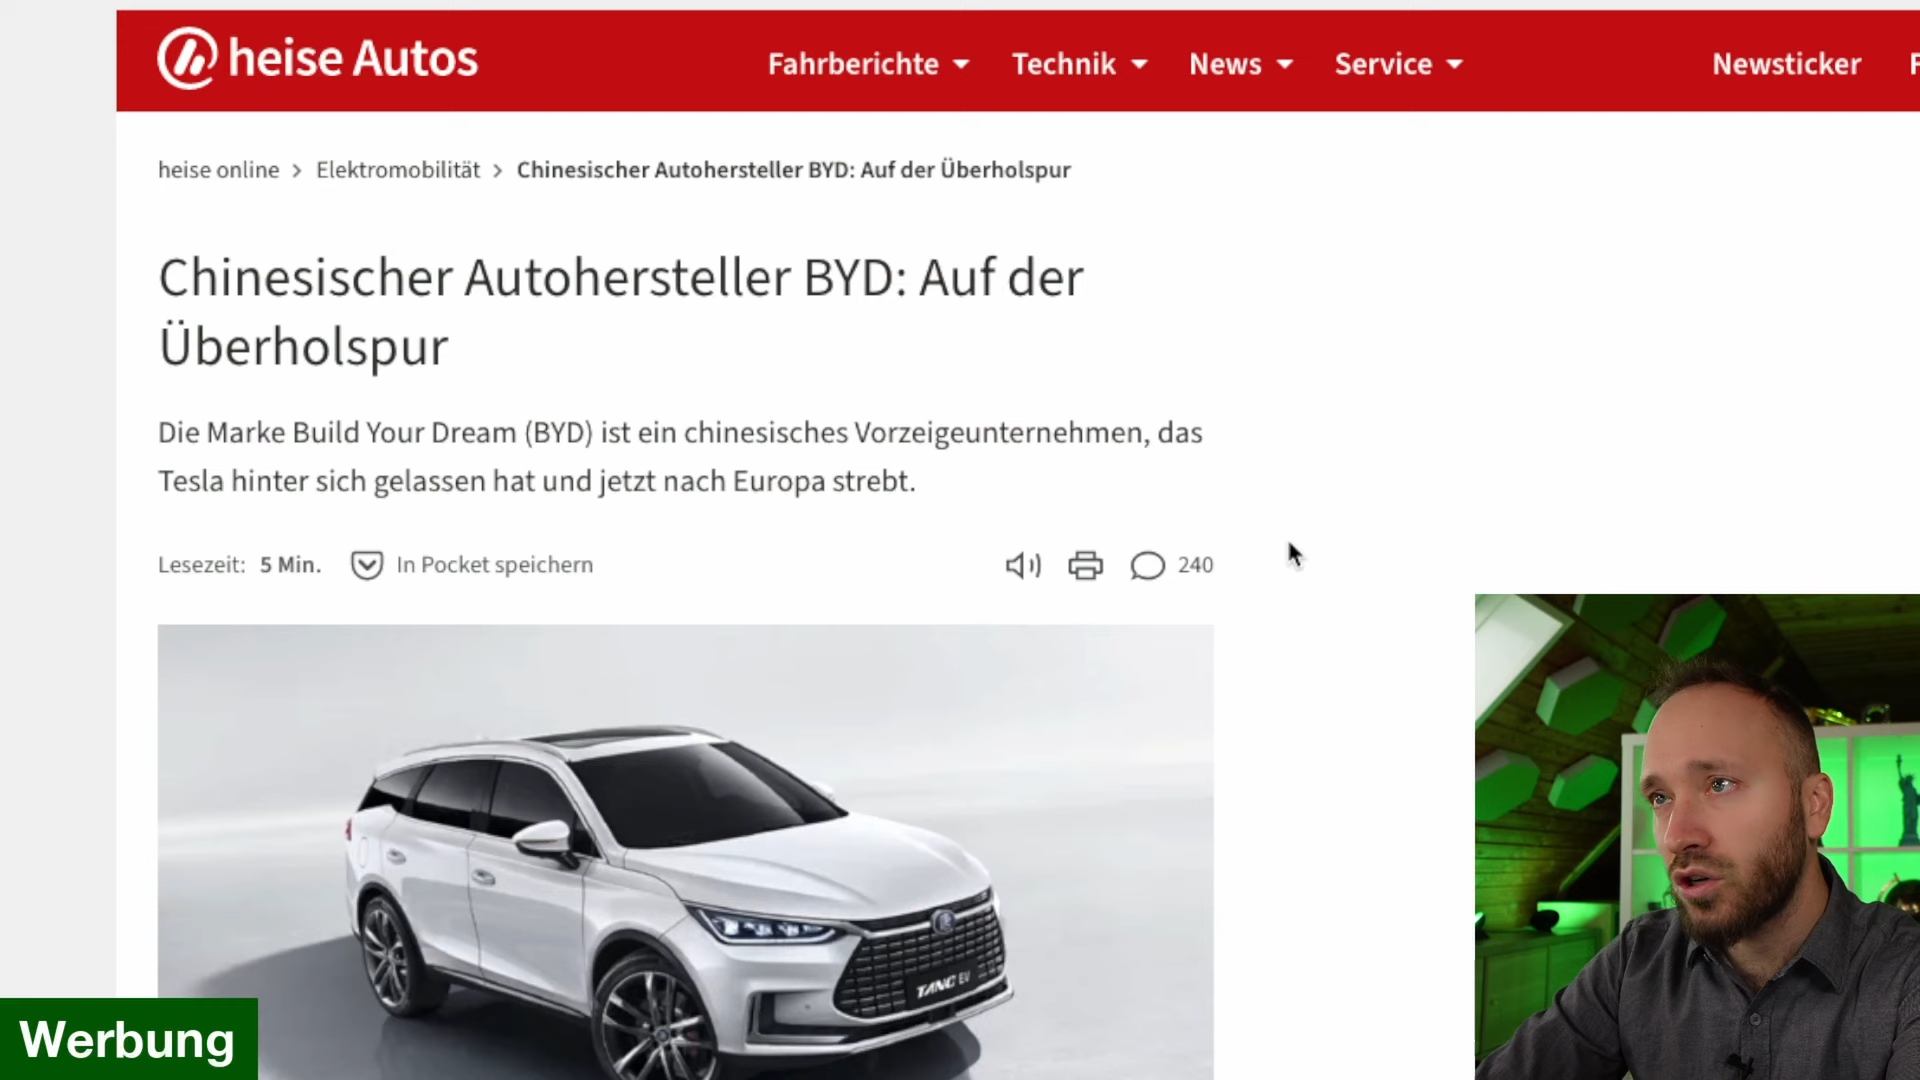 heise Autos
Fahrberichte
Technik
News
Service
Newsticker
F
heise online > Elektromobilität > Chinesischer Autohersteller BYD: Auf der Überholspur
Chinesischer Autohersteller BYD: Auf der
Überholspur
Die Marke Build Your Dream (BYD) ist ein chinesisches Vorzeigeunternehmen, das
Tesla hinter sich gelassen hat und jetzt nach Europa strebt.
Lesezeit: 5 Min.
In Pocket speichern
240
TANG EV
Werbung